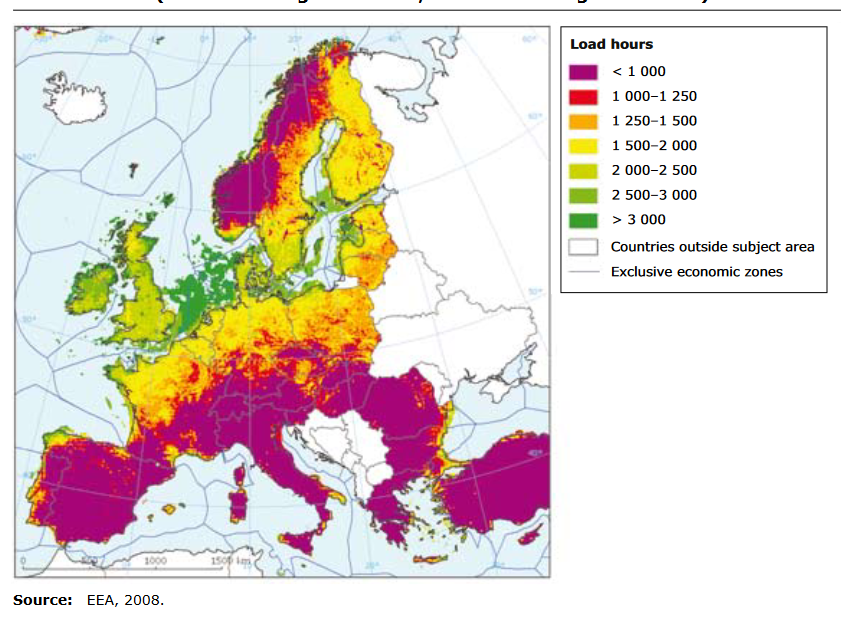 Load hours
< 1 000
1 000–1 250
1 250–1 500
1 500–2 000
2 000–2 500
2 500–3 000
> 3 000
Countries outside subject area
Exclusive economic zones
0
1000
1500 km
Source: EEA, 2008.